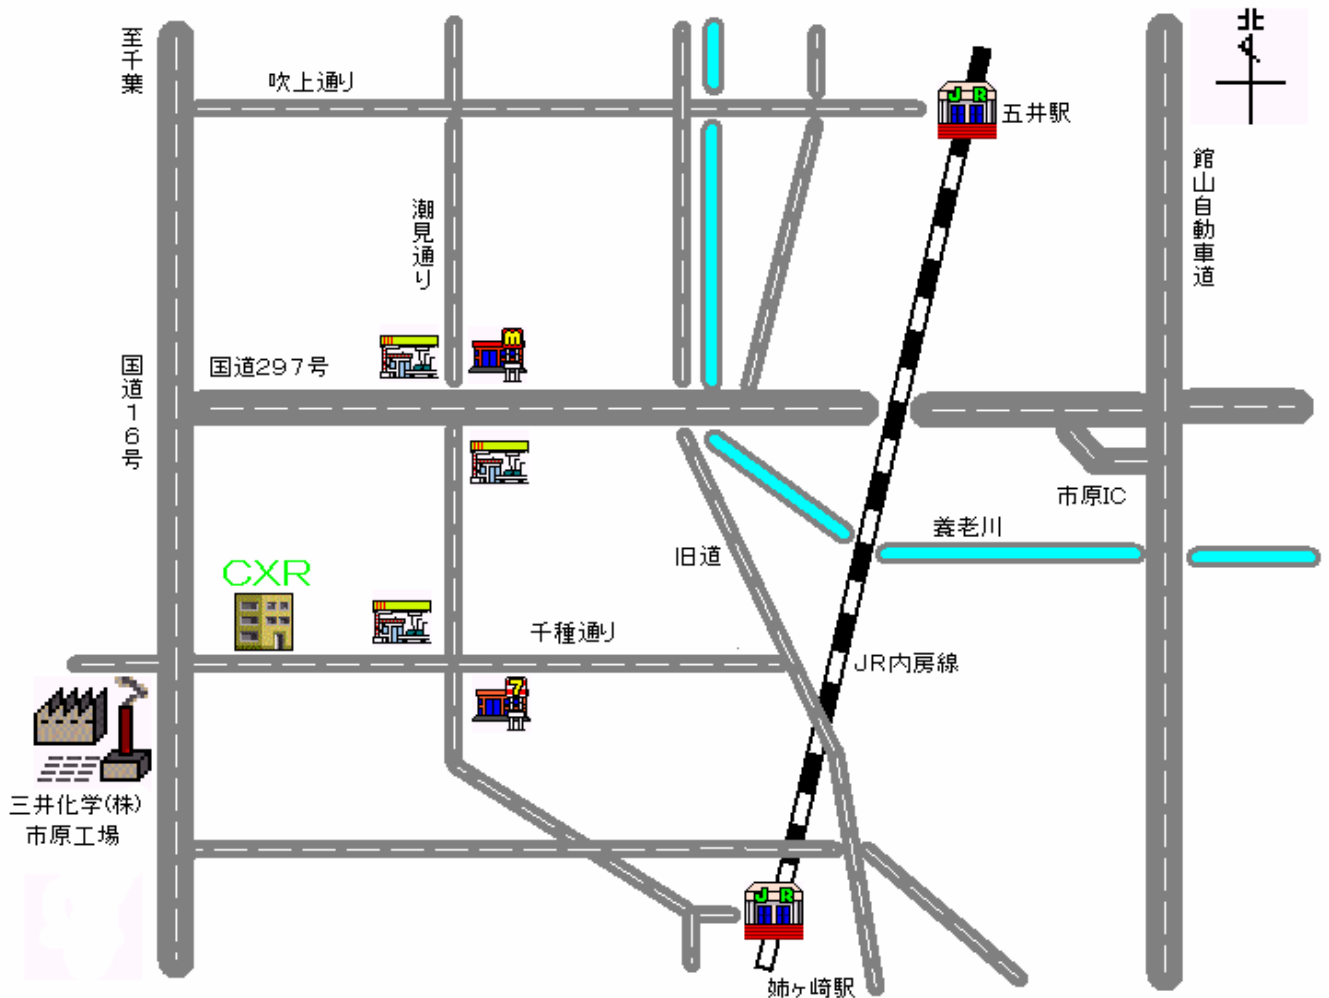 至千葉
北
吹上通り
JR
五井駅
館山自動車道
潮見通り
国道16号
国道297号
M
市原IC
養老川
旧道
CXR
千種通り
JR内房線
7
三井化学(株)
市原工場
JR
姉ヶ崎駅